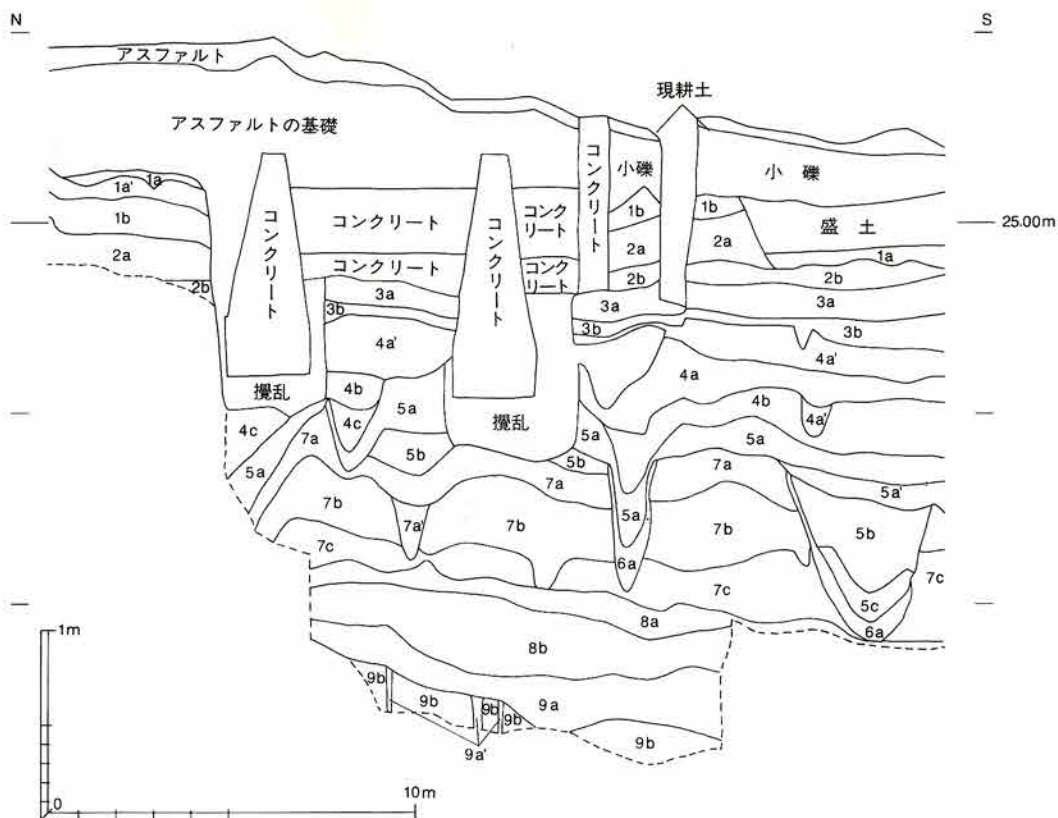 N
S
アスファルト
現耕土
アスファルトの基礎
コンクリート
小礫
小礫
1a
1a'
1b
1b
1b
コンクリート
コンクリート
コンクリート
コンクリート
25.00m
盛土
2a
2a
2a
1a
コンクリート
コンクリート
2b
2b
2b
3a
3a
3a
3b
3b
3b
4a'
4a'
4a
攪乱
4b
4b
5a
攪乱
4a'
4c
4c
7a
5a
5a
5b
5b
5a
7a
7a
5a'
7b
7a'
7b
5a
7b
5b
7c
6a
7c
7c
5c
6a
8a
1m
8b
9b
9b
9b
9b
9a
9b
9a'
0
10m